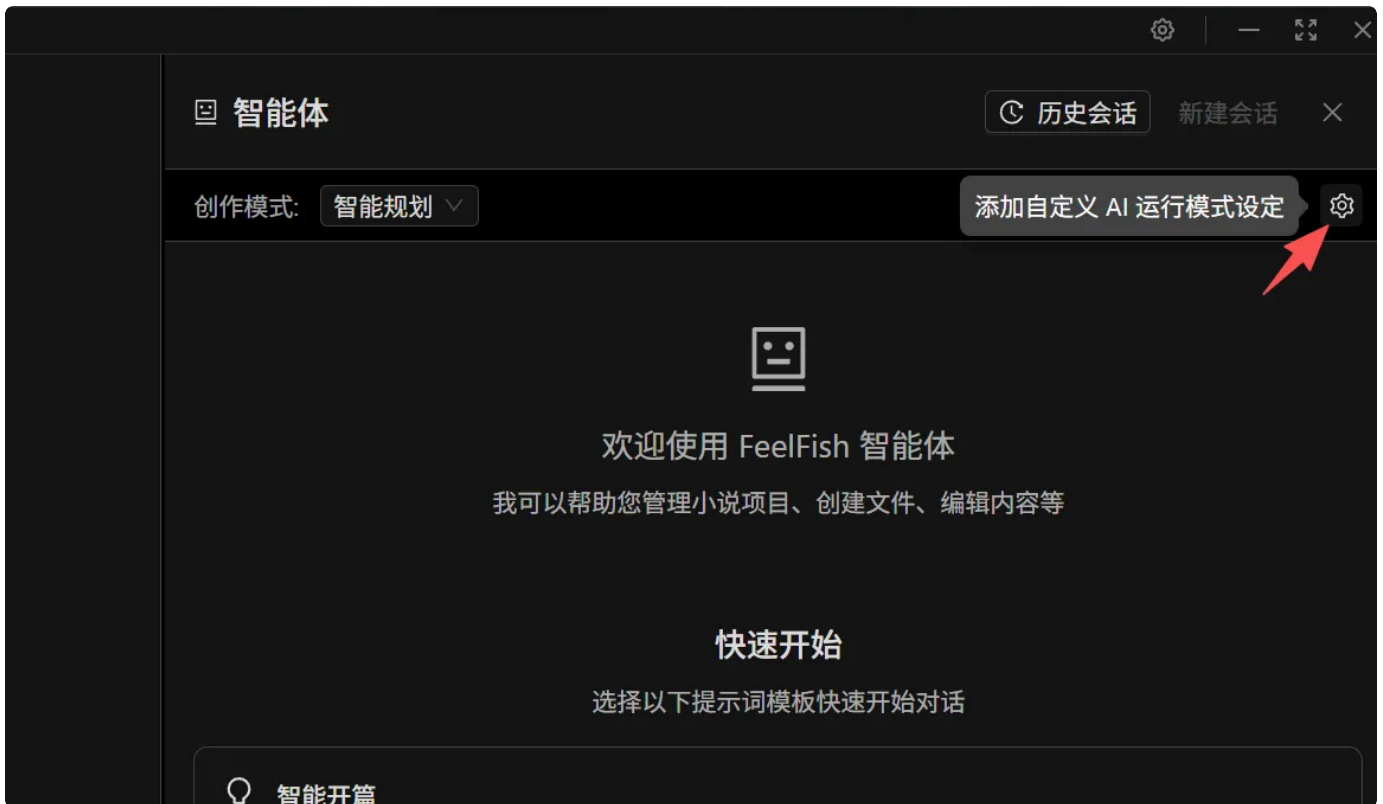 智能体
历史会话
新建会话
创作模式:
智能规划
添加自定义 AI 运行模式设定
欢迎使用 FeelFish 智能体
我可以帮助您管理小说项目、创建文件、编辑内容等
快速开始
选择以下提示词模板快速开始对话
智能开篇